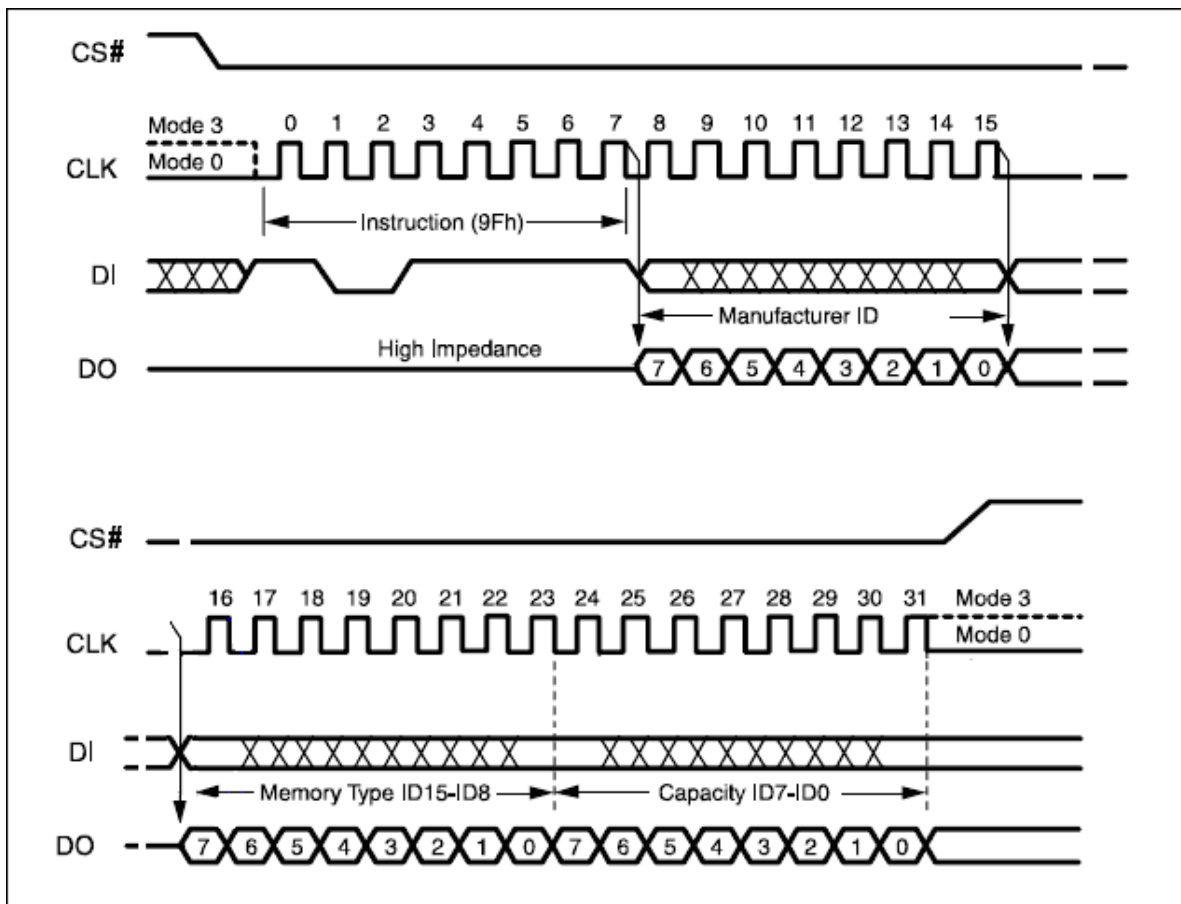 CS#
Mode 3
0 1 2 3 4 5 6 7 8 9 10 11 12 13 14 15
CLK
Mode 0
Instruction (9Fh)
DI
Manufacturer ID
High Impedance
DO
7 6 5 4 3 2 1 0
CS#
16 17 18 19 20 21 22 23 24 25 26 27 28 29 30 31
Mode 3
CLK
Mode 0
DI
Memory Type ID15-ID8
Capacity ID7-ID0
DO
7 6 5 4 3 2 1 0 7 6 5 4 3 2 1 0